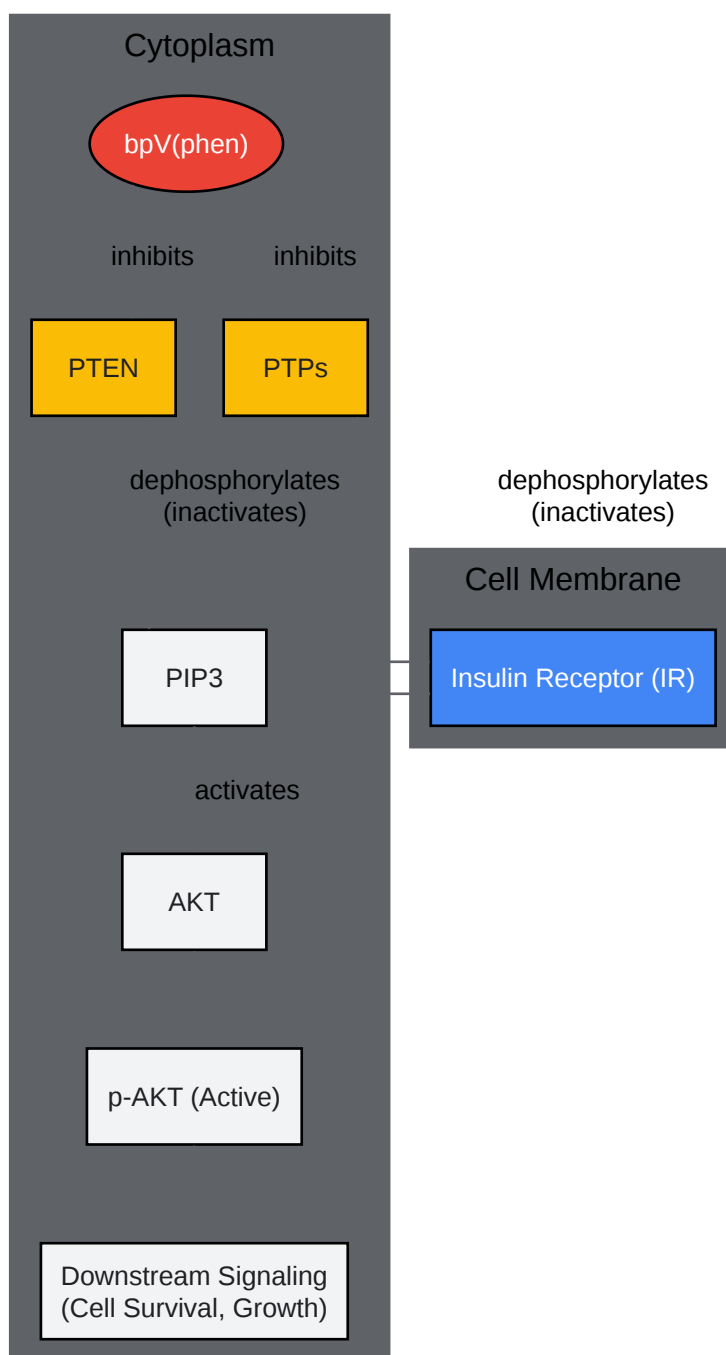 Cytoplasm
bpV(phen)
inhibits
inhibits
PTEN
PTPs
dephosphorylates
(inactivates)
dephosphorylates
(inactivates)
Cell Membrane
PIP3
Insulin Receptor (IR)
activates
AKT
p-AKT (Active)
Downstream Signaling
(Cell Survival, Growth)